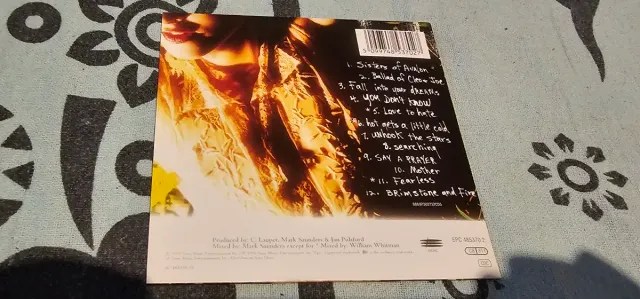 1. Sisters of Avalon
2. Ballad of Cleo & Joe
3. Fall into your dreams
4. You Don't Know
*5. Love to hate
*6. hot gets a little cold
7. unhook the stars
8. searching
*9. SAY A PRAYER
10. Mother
*11. Fearless
12. BRimstone and Fire
Produced by: C. Lauper, Mark Saunders & Jan Pulsford
Mixed by: Mark Saunders except for * Mixed by: William Wittman
EPC 485370 2